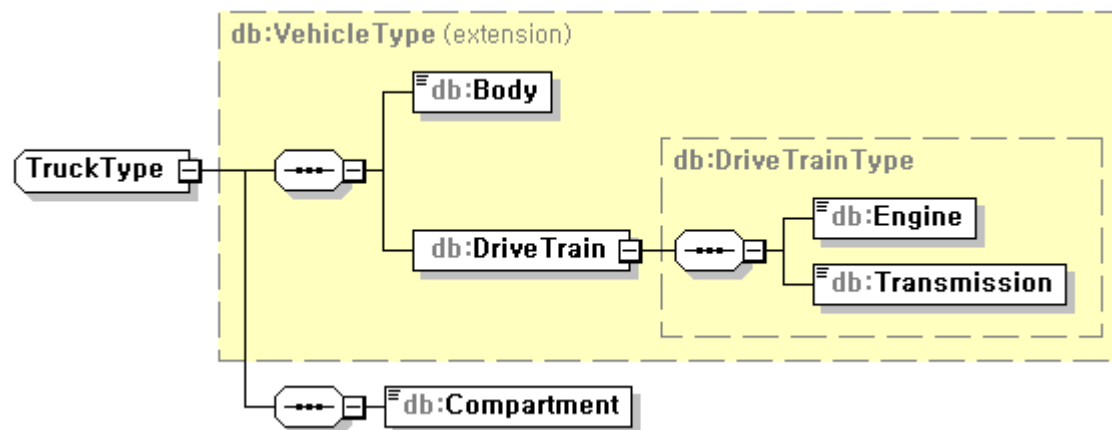 db:VehicleType (extension)
db:Body
TruckType
db:DriveTrainType
db:Engine
db:DriveTrain
db:Transmission
db:Compartment